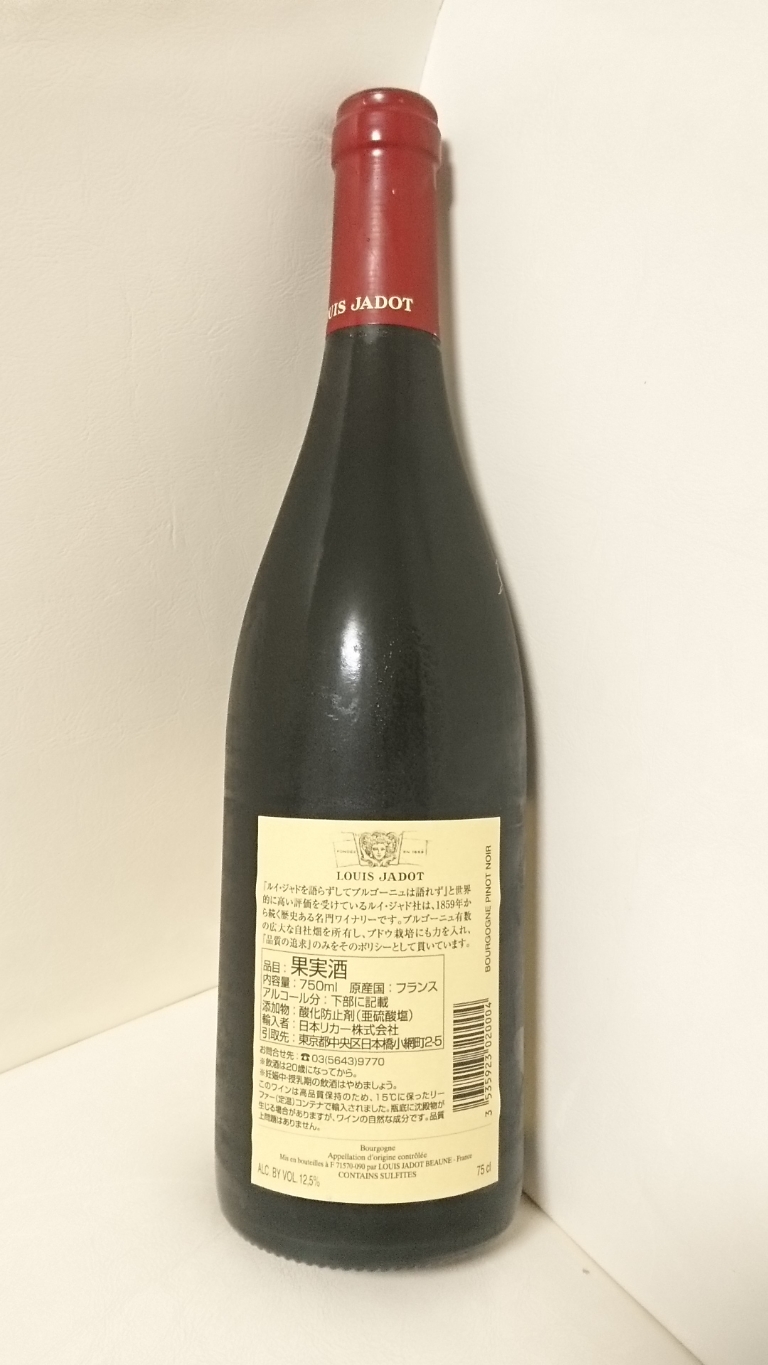 UIS JADOT
LOUIS JADOT
「ルイ・ジャドを語らずしてブルゴーニュは語れず」と世界
的に高い評価を受けているルイ・ジャド社は、1859年か
ら続く歴史ある名門ワイナリーです。ブルゴーニュ有数
の広大な自社畑を所有し、ブドウ栽培にも力を入れ、
「品質の追求」のみをそのポリシーとして貫いています。
品目：果実酒
内容量：750ml 原産国：フランス
アルコール分：下部に記載
添加物：酸化防止剤（亜硫酸塩）
輸入者：日本リカー株式会社
引取先：東京都中央区日本橋小網町2-5
お問合せ先：☎03(5643)9770
※飲酒は20歳になってから。
※妊娠中・授乳期の飲酒はやめましょう。
このワインは高品質保持のため、15℃に保ったリー
ファー(定温)コンテナで輸入されました。瓶底に沈殿物が
生じる場合がありますが、ワインの自然な成分です。品質
上問題はありません。
BOURGOGNE PINOT NOIR
3 535923 020004
Bourgogne
Appellation d'origine contrôlée
Mis en bouteilles à F 71570-090 par LOUIS JADOT BEAUNE - France
CONTAINS SULFITES
ALC. BY VOL. 12,5%
75 cl